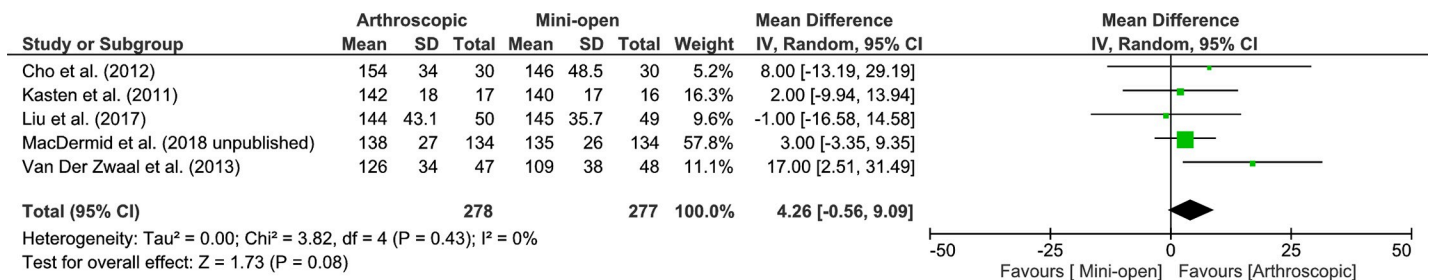 Arthroscopic Mini-open Mean Difference Mean Difference
Study or Subgroup Mean SD Total Mean SD Total Weight IV, Random, 95% CI IV, Random, 95% CI
Cho et al. (2012) 154 34 30 146 48.5 30 5.2% 8.00 [-13.19, 29.19]
Kasten et al. (2011) 142 18 17 140 17 16 16.3% 2.00 [-9.94, 13.94]
Liu et al. (2017) 144 43.1 50 145 35.7 49 9.6% -1.00 [-16.58, 14.58]
MacDermid et al. (2018 unpublished) 138 27 134 135 26 134 57.8% 3.00 [-3.35, 9.35]
Van Der Zwaal et al. (2013) 126 34 47 109 38 48 11.1% 17.00 [2.51, 31.49]
Total (95% CI) 278 277 100.0% 4.26 [-0.56, 9.09]
Heterogeneity: Tau² = 0.00; Chi² = 3.82, df = 4 (P = 0.43); I² = 0%
Test for overall effect: Z = 1.73 (P = 0.08)
-50 -25 0 25 50
Favours [ Mini-open] Favours [Arthroscopic]